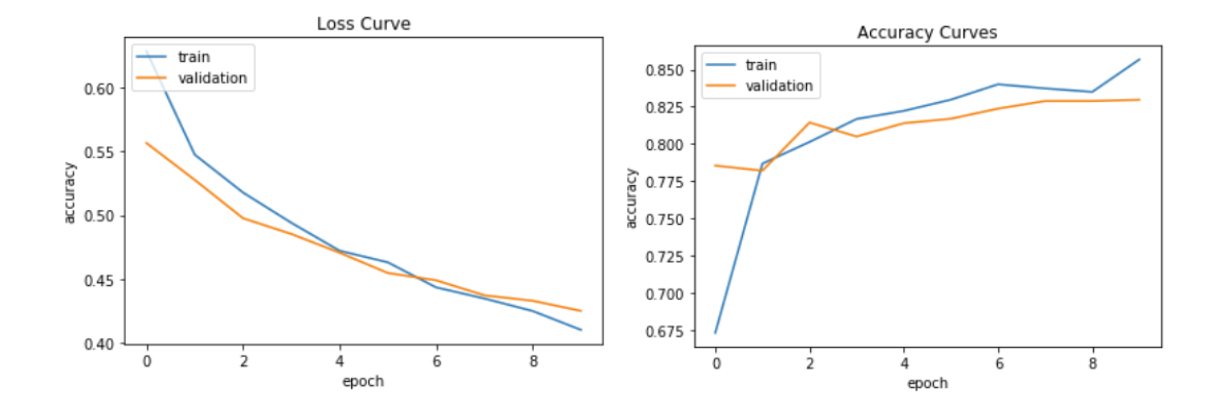 Loss Curve
train
validation
0.60
0.55
0.50
0.45
0.40
accuracy
0 2 4 6 8
epoch
Accuracy Curves
train
validation
0.850
0.825
0.800
0.775
0.750
0.725
0.700
0.675
accuracy
0 2 4 6 8
epoch